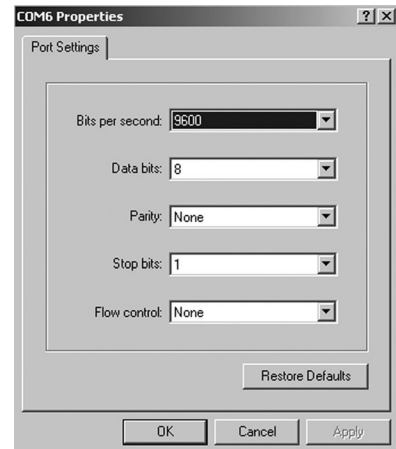 COM6 Properties
Port Settings
Bits per second: 9600
Data bits: 8
Parity: None
Stop bits: 1
Flow control: None
Restore Defaults
OK Cancel Apply